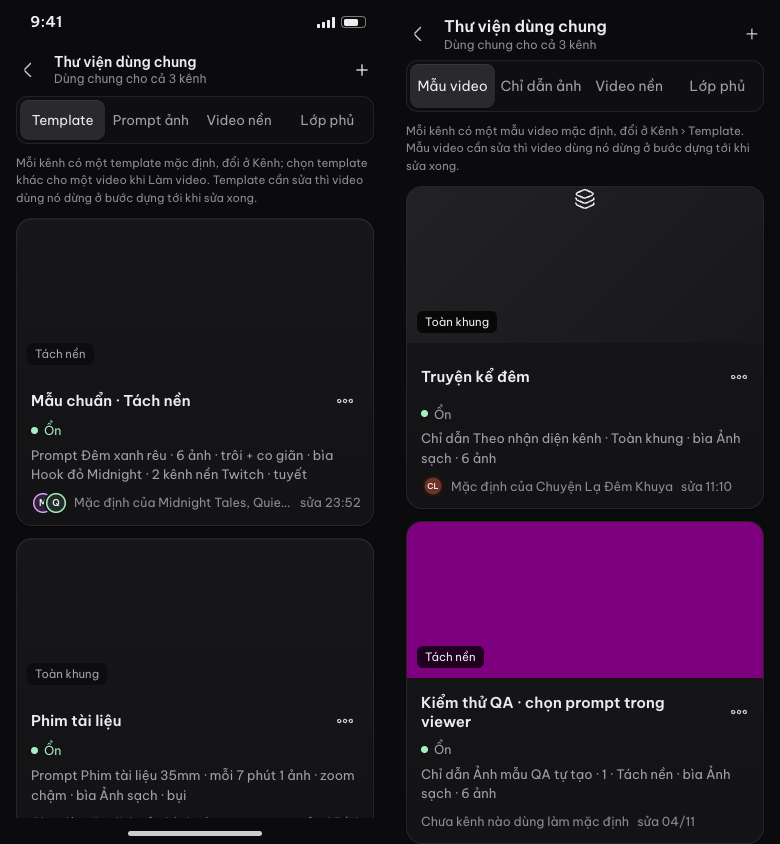 9:41
Thư viện dùng chung
Dùng chung cho cả 3 kênh
Template
Prompt ảnh
Video nền
Lớp phủ
Mỗi kênh có một template mặc định, đổi ở Kênh; chọn template
khác cho một video khi Làm video. Template cần sửa thì video
dùng nó dừng ở bước dựng tới khi sửa xong.
Tách nền
Mẫu chuẩn · Tách nền
Ổn
Prompt Đêm xanh rêu · 6 ảnh · trôi + co giãn · bìa
Hook đỏ Midnight · 2 kênh nền Twitch · tuyết
Q
Mặc định của Midnight Tales, Quie... sửa 23:52
Toàn khung
Phim tài liệu
Ổn
Prompt Phim tài liệu 35mm · mỗi 7 phút 1 ảnh · zoom
chậm · bìa Ảnh sạch · bụi
Thư viện dùng chung
Dùng chung cho cả 3 kênh
Mẫu video
Chỉ dẫn ảnh
Video nền
Lớp phủ
Mỗi kênh có một mẫu video mặc định, đổi ở Kênh › Template.
Mẫu video cần sửa thì video dùng nó dừng ở bước dựng tới khi
sửa xong.
Toàn khung
Truyện kể đêm
Ổn
Chỉ dẫn Theo nhận diện kênh · Toàn khung · bìa Ảnh
sạch · 6 ảnh
CL
Mặc định của Chuyện Lạ Đêm Khuya sửa 11:10
Tách nền
Kiểm thử QA · chọn prompt trong
viewer
Ổn
Chỉ dẫn Ảnh mẫu QA tự tạo · 1 · Tách nền · bìa Ảnh
sạch · 6 ảnh
Chưa kênh nào dùng làm mặc định sửa 04/11